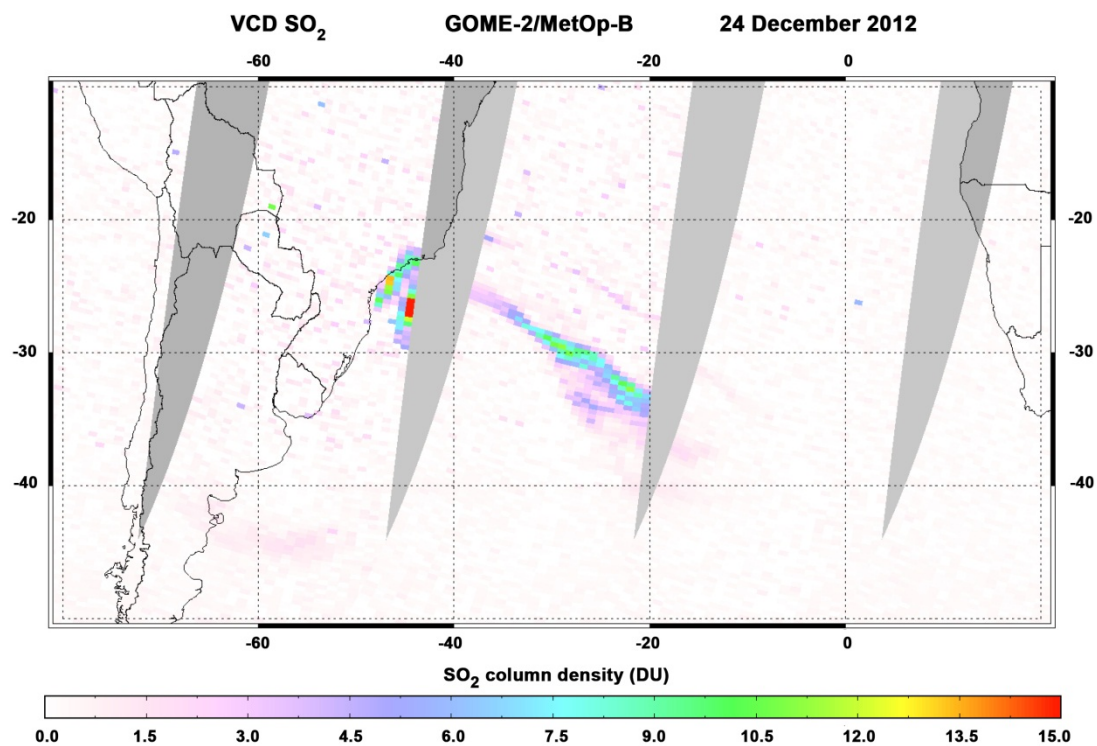 VCD SO₂ GOME-2/MetOp-B 24 December 2012
-60 -40 -20 0
-20 -20
-30 -30
-40 -40
-60 -40 -20 0
SO₂ column density (DU)
0.0 1.5 3.0 4.5 6.0 7.5 9.0 10.5 12.0 13.5 15.0